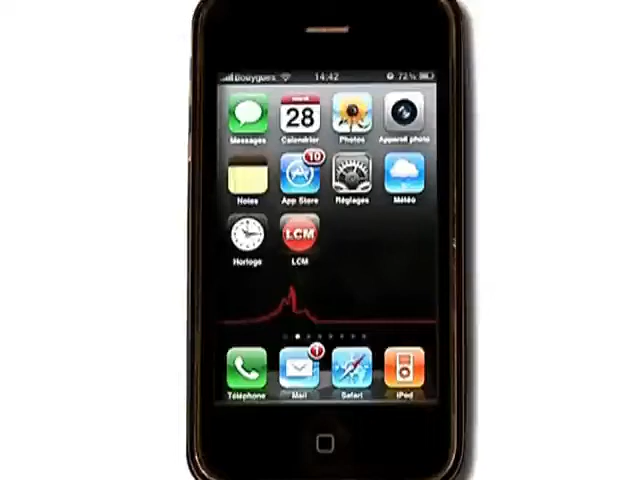 Bouygues 14:42 72%
28
Messages Calendrier Photos Appareil photo
10
Notes App Store Réglages Météo
LCM
Horloge LCM
1
Téléphone Mail Safari iPod